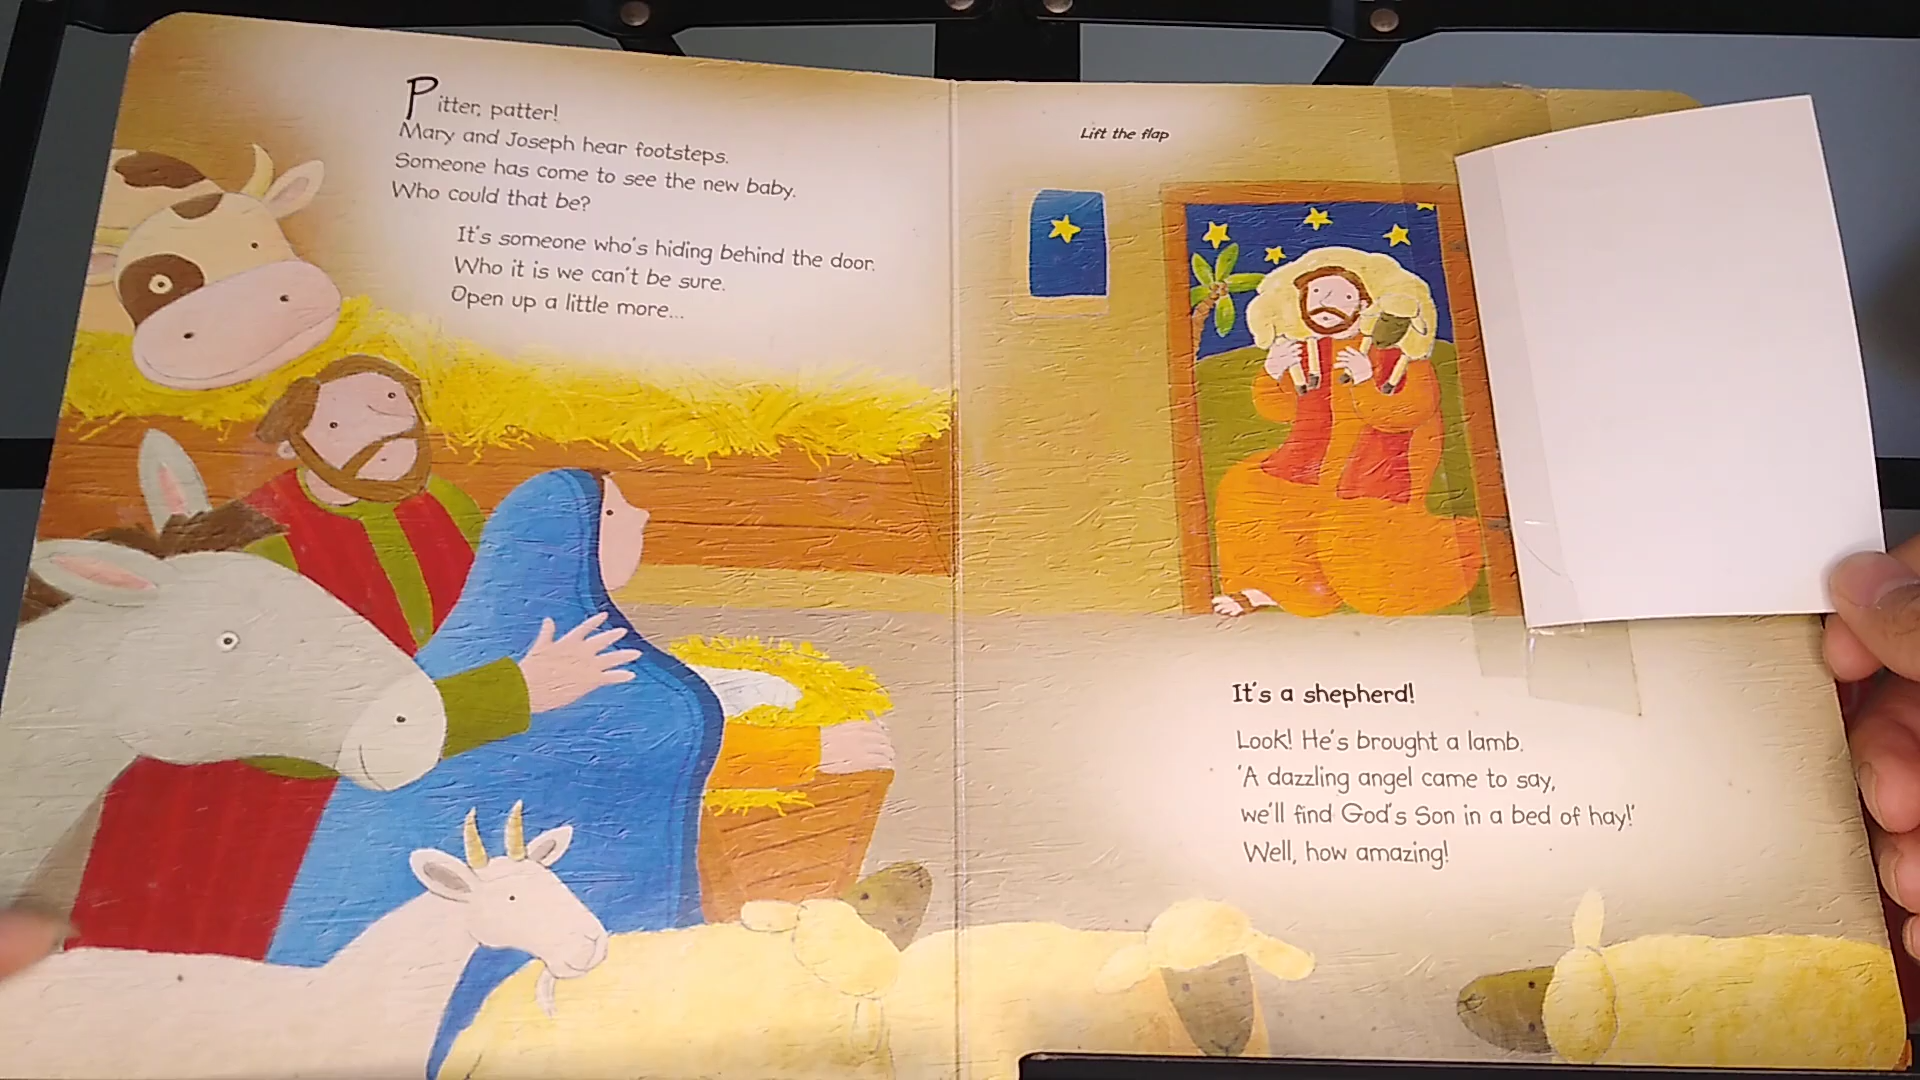 Pitter, patter!
Mary and Joseph hear footsteps.
Someone has come to see the new baby.
Who could that be?
It's someone who's hiding behind the door.
Who it is we can't be sure.
Open up a little more...
Lift the flap
It's a shepherd!
Look! He's brought a lamb.
'A dazzling angel came to say,
we'll find God's Son in a bed of hay!'
Well, how amazing!